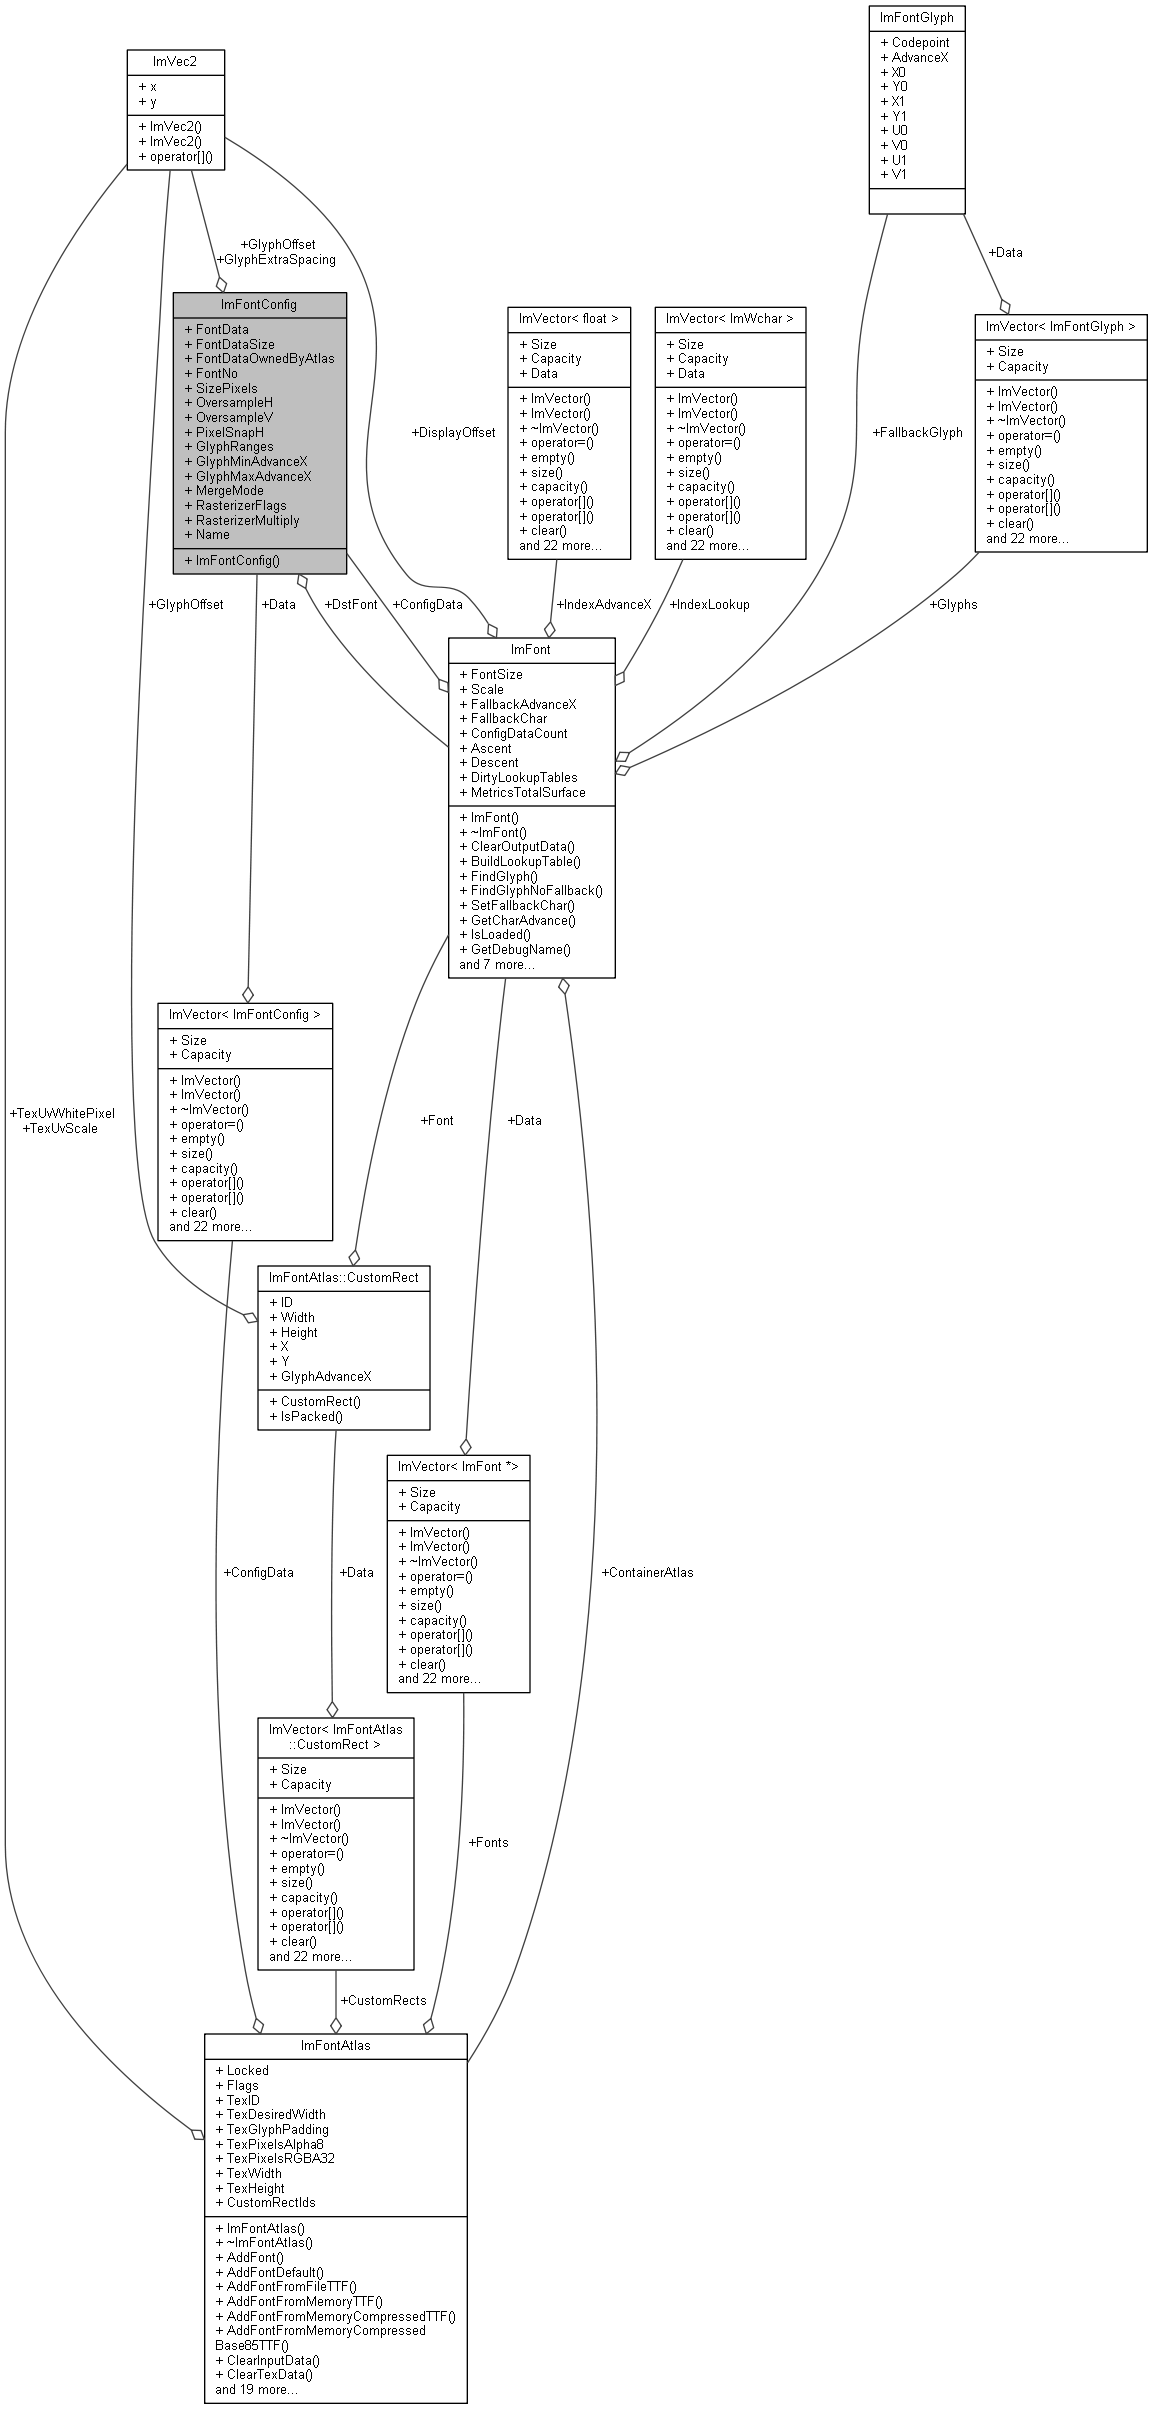 ImFontGlyph
+ Codepoint
+ AdvanceX
+ X0
+ Y0
+ X1
+ Y1
+ U0
+ V0
+ U1
+ V1
ImVec2
+ x
+ y
+ ImVec2()
+ ImVec2()
+ operator[]()
+GlyphOffset
+GlyphExtraSpacing
+Data
ImFontConfig
+ FontData
+ FontDataSize
+ FontDataOwnedByAtlas
+ FontNo
+ SizePixels
+ OversampleH
+ OversampleV
+ PixelSnapH
+ GlyphRanges
+ GlyphMinAdvanceX
+ GlyphMaxAdvanceX
+ MergeMode
+ RasterizerFlags
+ RasterizerMultiply
+ Name
+ ImFontConfig()
+DisplayOffset
ImVector< float >
+ Size
+ Capacity
+ Data
+ ImVector()
+ ImVector()
+ ~ImVector()
+ operator=()
+ empty()
+ size()
+ capacity()
+ operator[]()
+ operator[]()
+ clear()
and 22 more...
ImVector< ImWchar >
+ Size
+ Capacity
+ Data
+ ImVector()
+ ImVector()
+ ~ImVector()
+ operator=()
+ empty()
+ size()
+ capacity()
+ operator[]()
+ operator[]()
+ clear()
and 22 more...
+FallbackGlyph
ImVector< ImFontGlyph >
+ Size
+ Capacity
+ ImVector()
+ ImVector()
+ ~ImVector()
+ operator=()
+ empty()
+ size()
+ capacity()
+ operator[]()
+ operator[]()
+ clear()
and 22 more...
+GlyphOffset
+Data
+DstFont
+ConfigData
+IndexAdvanceX
+IndexLookup
+Glyphs
ImFont
+ FontSize
+ Scale
+ FallbackAdvanceX
+ FallbackChar
+ ConfigDataCount
+ Ascent
+ Descent
+ DirtyLookupTables
+ MetricsTotalSurface
+ ImFont()
+ ~ImFont()
+ ClearOutputData()
+ BuildLookupTable()
+ FindGlyph()
+ FindGlyphNoFallback()
+ SetFallbackChar()
+ GetCharAdvance()
+ IsLoaded()
+ GetDebugName()
and 7 more...
ImVector< ImFontConfig >
+ Size
+ Capacity
+ ImVector()
+ ImVector()
+ ~ImVector()
+ operator=()
+ empty()
+ size()
+ capacity()
+ operator[]()
+ operator[]()
+ clear()
and 22 more...
+TexUvWhitePixel
+TexUvScale
+Font
+Data
ImFontAtlas::CustomRect
+ ID
+ Width
+ Height
+ X
+ Y
+ GlyphAdvanceX
+ CustomRect()
+ IsPacked()
ImVector< ImFont *>
+ Size
+ Capacity
+ ImVector()
+ ImVector()
+ ~ImVector()
+ operator=()
+ empty()
+ size()
+ capacity()
+ operator[]()
+ operator[]()
+ clear()
and 22 more...
+ConfigData
+Data
+ContainerAtlas
ImVector< ImFontAtlas
::CustomRect >
+ Size
+ Capacity
+ ImVector()
+ ImVector()
+ ~ImVector()
+ operator=()
+ empty()
+ size()
+ capacity()
+ operator[]()
+ operator[]()
+ clear()
and 22 more...
+Fonts
+CustomRects
ImFontAtlas
+ Locked
+ Flags
+ TexID
+ TexDesiredWidth
+ TexGlyphPadding
+ TexPixelsAlpha8
+ TexPixelsRGBA32
+ TexWidth
+ TexHeight
+ CustomRectIds
+ ImFontAtlas()
+ ~ImFontAtlas()
+ AddFont()
+ AddFontDefault()
+ AddFontFromFileTTF()
+ AddFontFromMemoryTTF()
+ AddFontFromMemoryCompressedTTF()
+ AddFontFromMemoryCompressed
Base85TTF()
+ ClearInputData()
+ ClearTexData()
and 19 more...